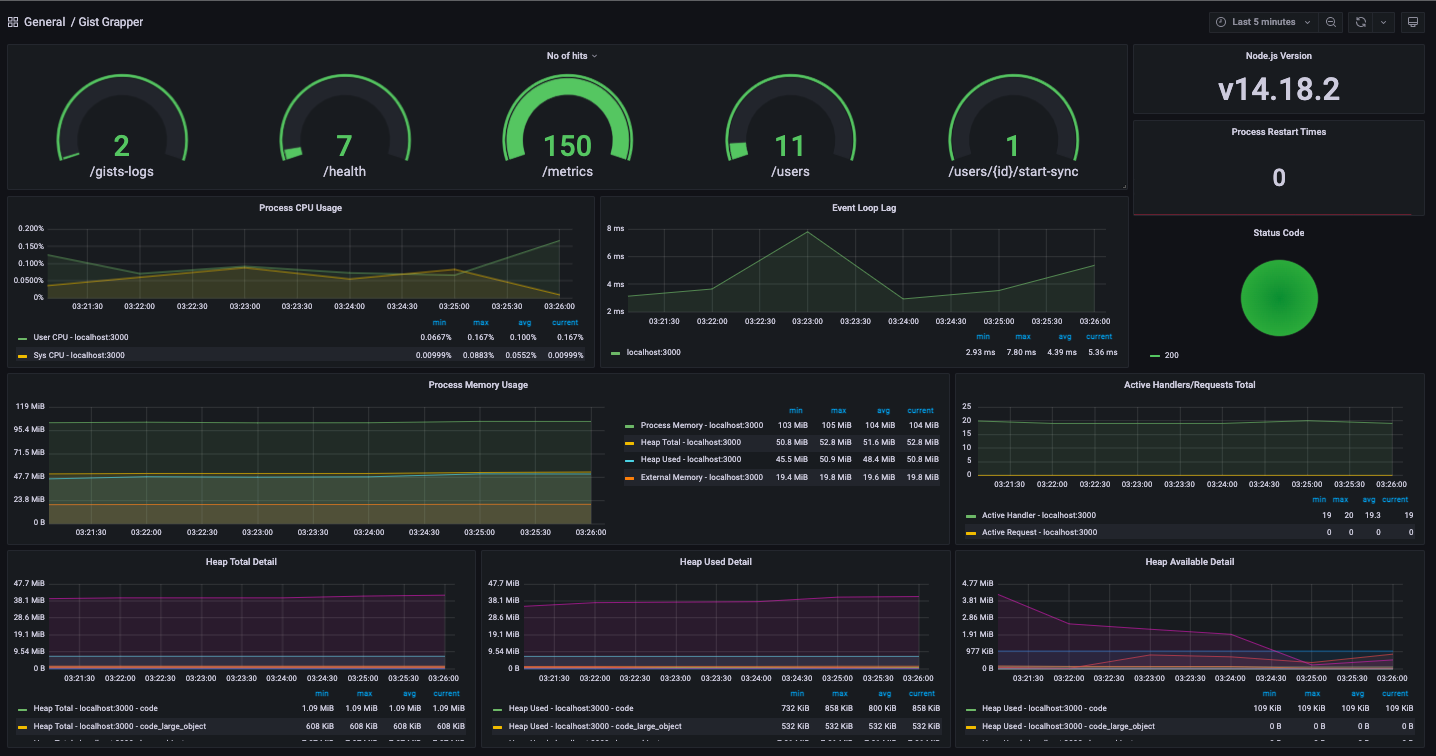 General / Gist Grapper
Last 5 minutes
No of hits
2 7 150 11 1
/gists-logs /health /metrics /users /users/{id}/start-sync
Node.js Version
v14.18.2
Process Restart Times
0
Process CPU Usage
0.200%
0.150%
0.100%
0.0500%
0%
03:21:30 03:22:00 03:22:30 03:23:00 03:23:30 03:24:00 03:24:30 03:25:00 03:25:30 03:26:00
min max avg current
User CPU - localhost:3000 0.0667% 0.167% 0.100% 0.167%
Sys CPU - localhost:3000 0.00999% 0.0883% 0.0552% 0.00999%
Event Loop Lag
8 ms
6 ms
4 ms
2 ms
03:21:30 03:22:00 03:22:30 03:23:00 03:23:30 03:24:00 03:24:30 03:25:00 03:25:30 03:26:00
min max avg current
localhost:3000 2.93 ms 7.80 ms 4.39 ms 5.36 ms
Status Code
200
Process Memory Usage
119 MiB
95.4 MiB
71.5 MiB
47.7 MiB
23.8 MiB
0 B
03:21:30 03:22:00 03:22:30 03:23:00 03:23:30 03:24:00 03:24:30 03:25:00 03:25:30 03:26:00
min max avg current
Process Memory - localhost:3000 103 MiB 105 MiB 104 MiB 104 MiB
Heap Total - localhost:3000 50.8 MiB 52.8 MiB 51.6 MiB 52.8 MiB
Heap Used - localhost:3000 45.5 MiB 50.9 MiB 48.4 MiB 50.8 MiB
External Memory - localhost:3000 19.4 MiB 19.8 MiB 19.6 MiB 19.8 MiB
Active Handlers/Requests Total
25
20
15
10
5
0
03:21:30 03:22:00 03:22:30 03:23:00 03:23:30 03:24:00 03:24:30 03:25:00 03:25:30 03:26:00
min max avg current
Active Handler - localhost:3000 19 20 19.3 19
Active Request - localhost:3000 0 0 0 0
Heap Total Detail
47.7 MiB
38.1 MiB
28.6 MiB
19.1 MiB
9.54 MiB
0 B
03:21:30 03:22:00 03:22:30 03:23:00 03:23:30 03:24:00 03:24:30 03:25:00 03:25:30 03:26:00
min max avg current
Heap Total - localhost:3000 - code 1.09 MiB 1.09 MiB 1.09 MiB 1.09 MiB
Heap Total - localhost:3000 - code_large_object 608 KiB 608 KiB 608 KiB 608 KiB
Heap Used Detail
47.7 MiB
38.1 MiB
28.6 MiB
19.1 MiB
9.54 MiB
0 B
03:21:30 03:22:00 03:22:30 03:23:00 03:23:30 03:24:00 03:24:30 03:25:00 03:25:30 03:26:00
min max avg current
Heap Used - localhost:3000 - code 732 KiB 858 KiB 800 KiB 858 KiB
Heap Used - localhost:3000 - code_large_object 532 KiB 532 KiB 532 KiB 532 KiB
Heap Available Detail
4.77 MiB
3.81 MiB
2.86 MiB
1.91 MiB
977 KiB
0 B
03:21:30 03:22:00 03:22:30 03:23:00 03:23:30 03:24:00 03:24:30 03:25:00 03:25:30 03:26:00
min max avg current
Heap Used - localhost:3000 - code 109 KiB 109 KiB 109 KiB 109 KiB
Heap Used - localhost:3000 - code_large_object 0 B 0 B 0 B 0 B